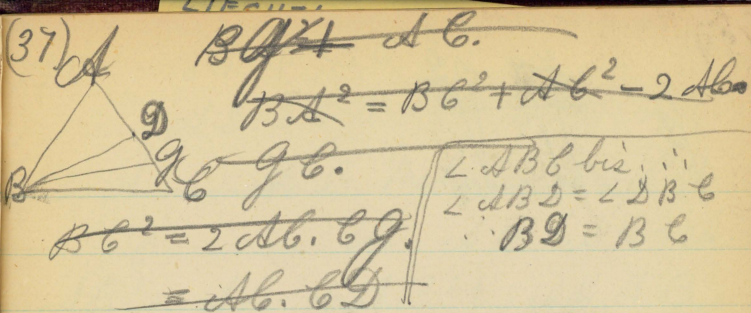 (37) BG ⊥ AC.
A
BA² = BC² + AC² - 2 AC.
D
G
B C GC.
∠ABC bis. ∴
∠ABD = ∠DBC
BC² = 2 AC. CG.
∴ BD = BC
= AC. CD